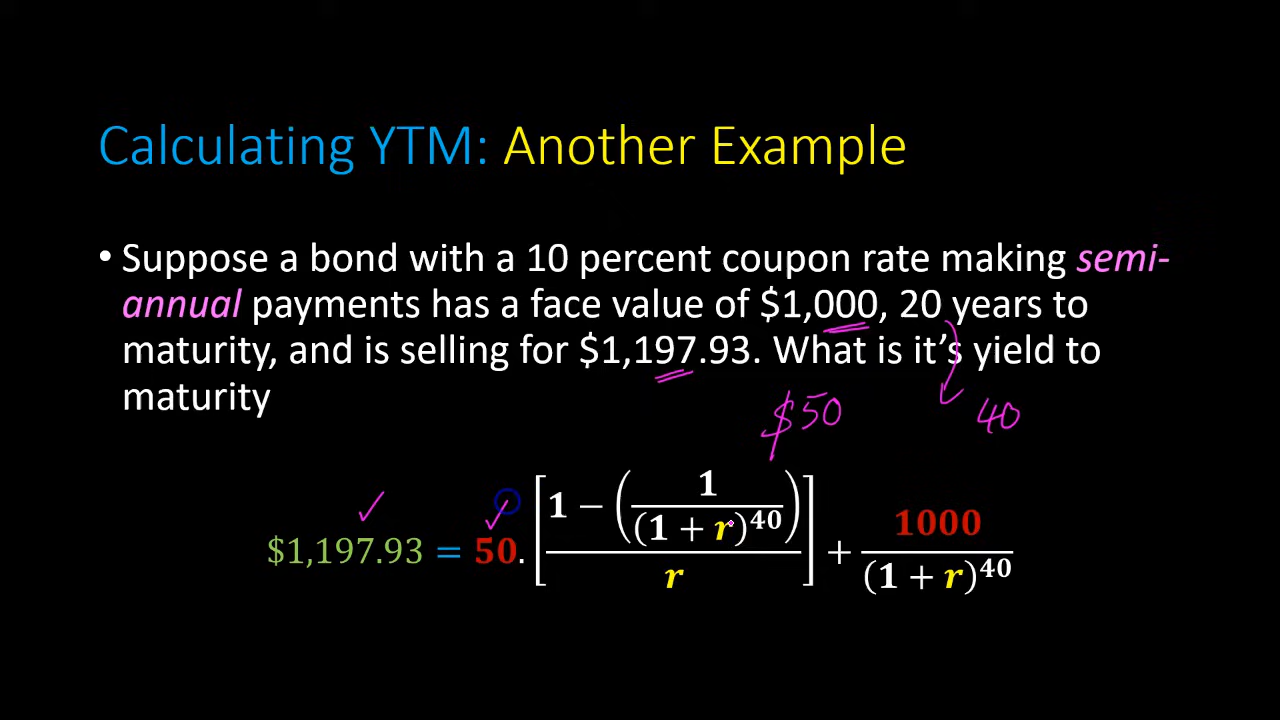 Calculating YTM: Another Example
• Suppose a bond with a 10 percent coupon rate making semi-
annual payments has a face value of $1,000, 20 years to
maturity, and is selling for $1,197.93. What is it's yield to
maturity
$50
40
$1,197.93 = 50. [(1 − (1/(1 + r)^40))/r] + 1000/(1 + r)^40